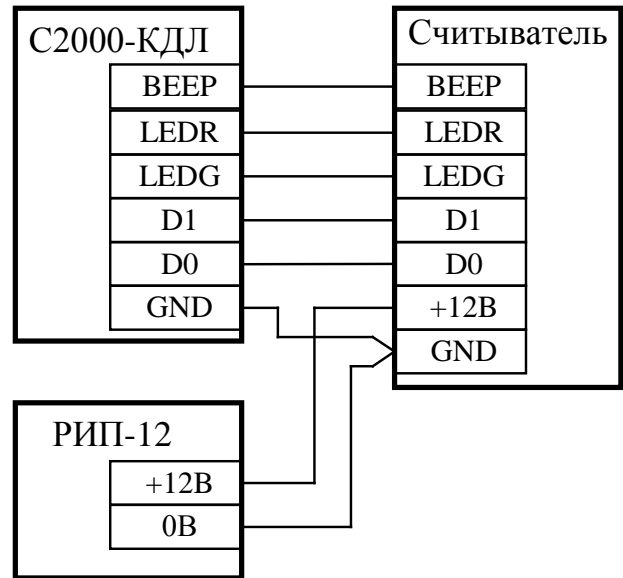 С2000-КДЛ
BEEP
LEDR
LEDG
D1
D0
GND
Считыватель
BEEP
LEDR
LEDG
D1
D0
+12В
GND
РИП-12
+12В
0В